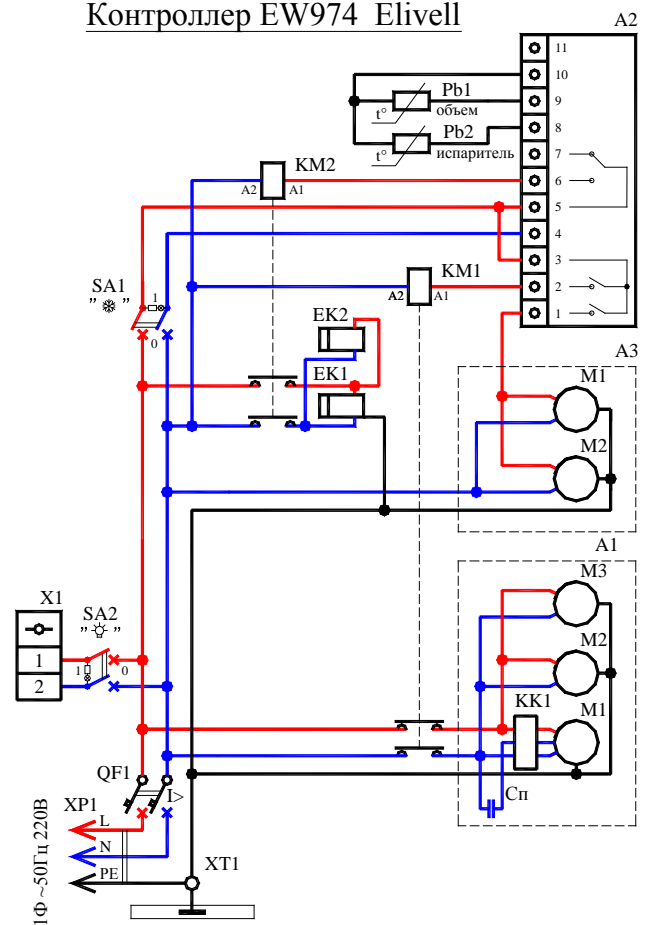 Контроллер EW974 Elivell
A2
11
10
Pb1
9
t°
объем
Pb2
8
t°
испаритель
7
KM2
A2
A1
6
5
4
SA1
" ❄ "
1
0
3
KM1
A2
A1
2
EK2
1
EK1
A3
M1
M2
A1
M3
X1
SA2
" "
1
1
0
2
M2
KK1
M1
QF1
I>
Cп
XP1
L
N
PE
XT1
1Ф ~50Гц 220В